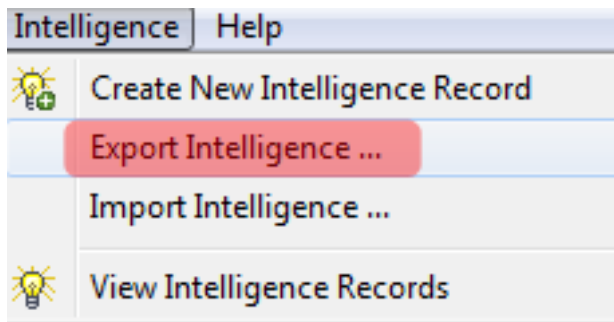 Intelligence Help
Create New Intelligence Record
Export Intelligence ...
Import Intelligence ...
View Intelligence Records